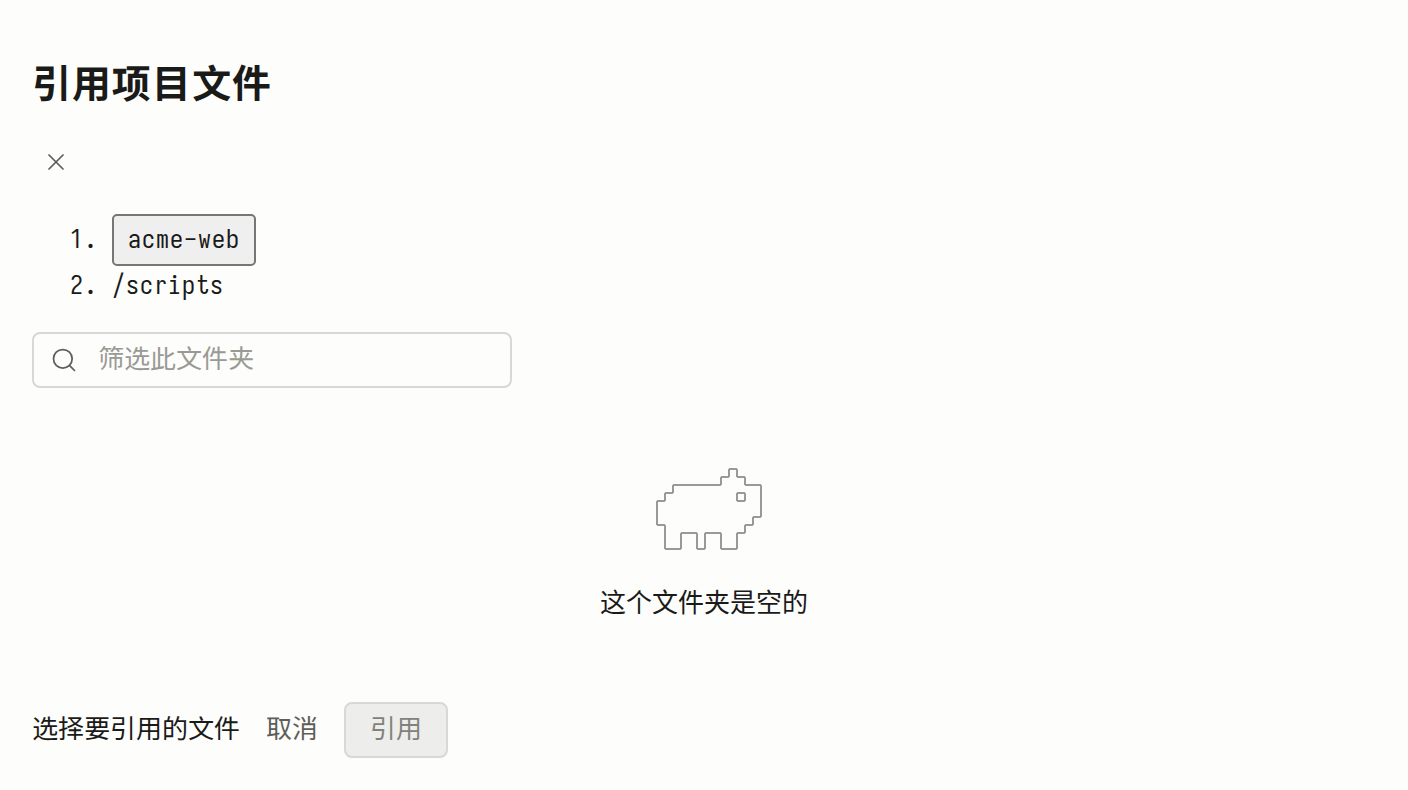 引用项目文件
1. acme-web
2. /scripts
筛选此文件夹
这个文件夹是空的
选择要引用的文件 取消 引用